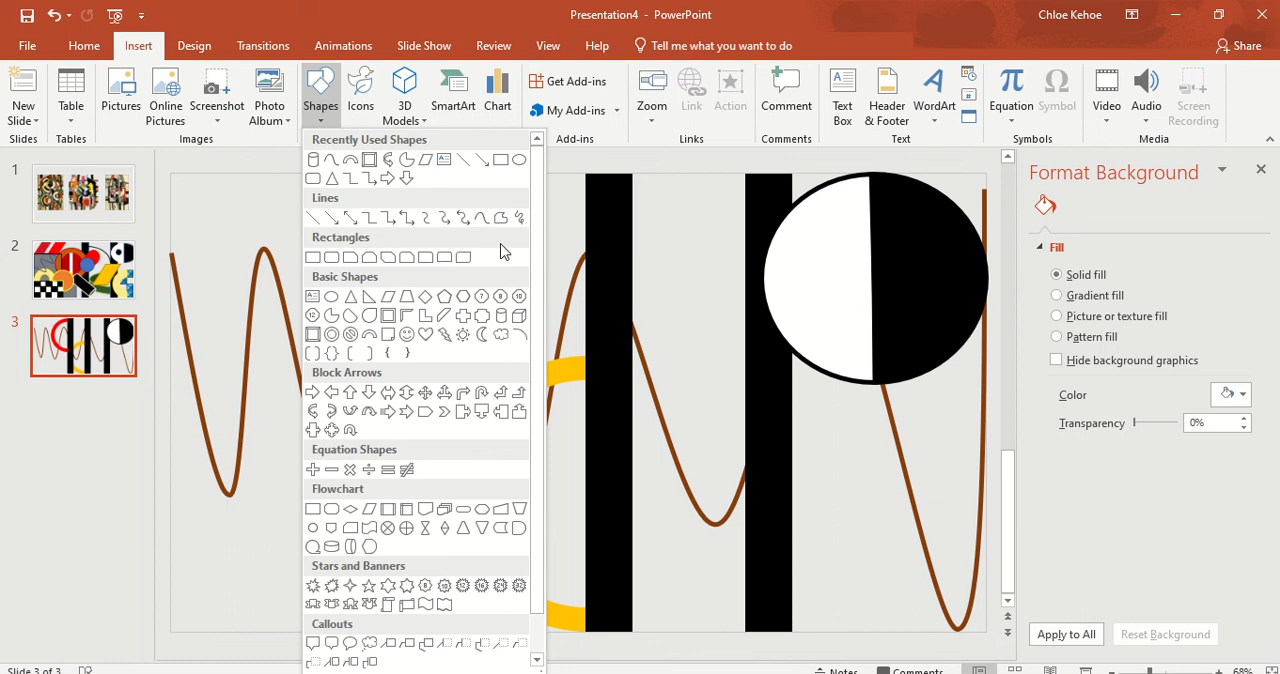 Presentation4 - PowerPoint
Chloe Kehoe
File Home Insert Design Transitions Animations Slide Show Review View Help Tell me what you want to do
Share
New Slide
Table
Pictures
Online Pictures
Screenshot
Photo Album
Shapes
Icons
3D Models
SmartArt
Chart
Get Add-ins
My Add-ins
Zoom
Link
Action
Comment
Text Box
Header & Footer
WordArt
Equation
Symbol
Video
Audio
Screen Recording
Slides
Tables
Images
Add-ins
Links
Comments
Text
Symbols
Media
1
2
3
Recently Used Shapes
Lines
Rectangles
Basic Shapes
Block Arrows
Equation Shapes
Flowchart
Stars and Banners
Callouts
Format Background
Fill
Solid fill
Gradient fill
Picture or texture fill
Pattern fill
Hide background graphics
Color
Transparency 0%
Apply to All
Reset Background
Slide 3 of 3
Notes
Comments
68%